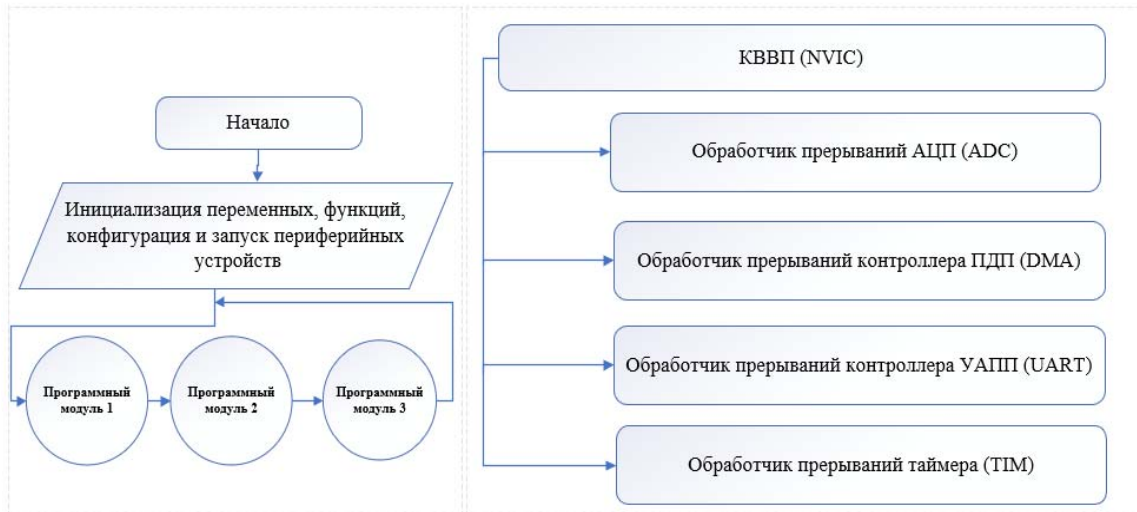 Начало
Инициализация переменных, функций,
конфигурация и запуск периферийных
устройств
Программный
модуль 1
Программный
модуль 2
Программный
модуль 3
КВВП (NVIC)
Обработчик прерываний АЦП (ADC)
Обработчик прерываний контроллера ПДП (DMA)
Обработчик прерываний контроллера УАПП (UART)
Обработчик прерываний таймера (TIM)